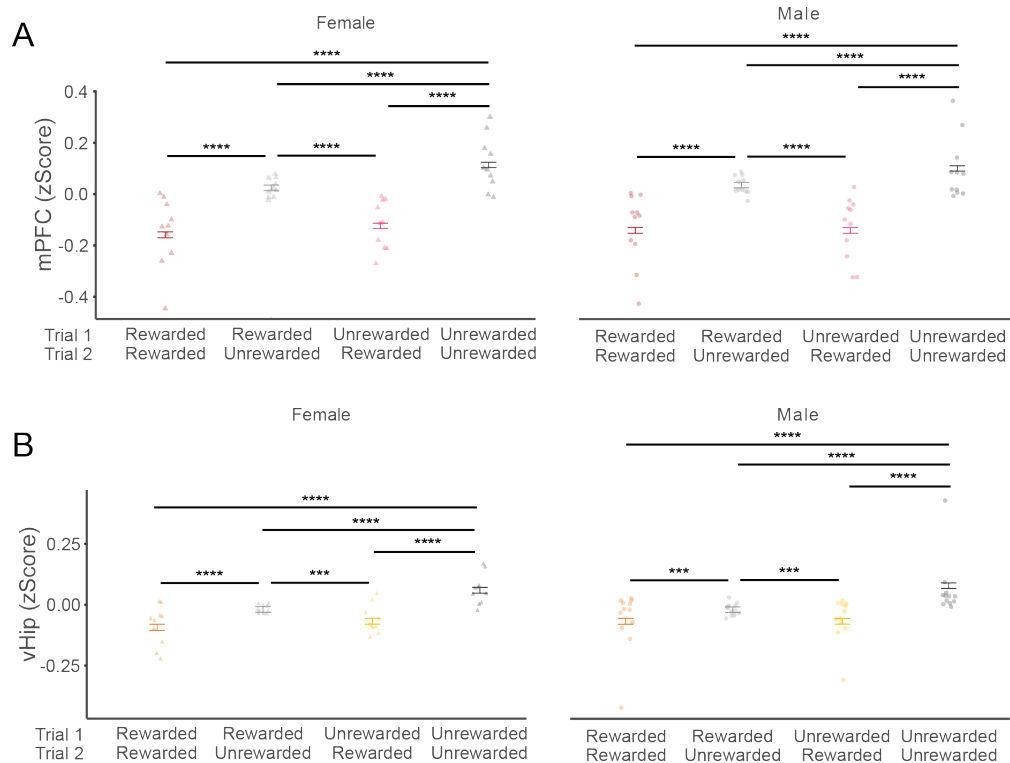 A
Female
Male
****
****
****
****
****
****
****
****
****
****
mPFC (zScore)
0.4
0.2
0.0
-0.2
-0.4
Trial 1 Rewarded Rewarded Unrewarded Unrewarded
Trial 2 Rewarded Unrewarded Rewarded Unrewarded
Rewarded Rewarded Unrewarded Unrewarded
Rewarded Unrewarded Rewarded Unrewarded
B
Female
Male
****
****
****
****
***
****
****
****
***
***
vHip (zScore)
0.25
0.00
-0.25
Trial 1 Rewarded Rewarded Unrewarded Unrewarded
Trial 2 Rewarded Unrewarded Rewarded Unrewarded
Rewarded Rewarded Unrewarded Unrewarded
Rewarded Unrewarded Rewarded Unrewarded